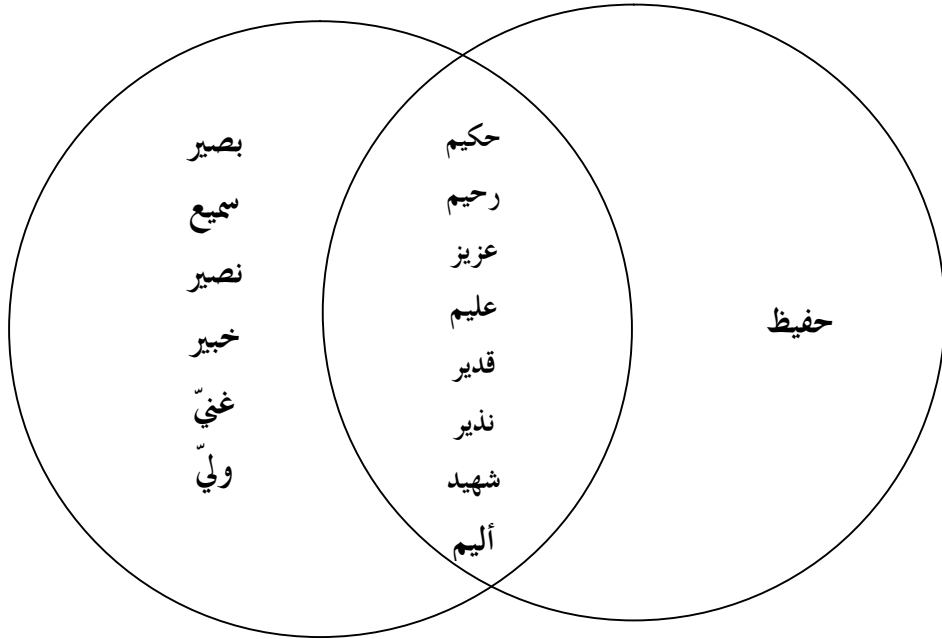 بصير
سميع
نصير
خبير
غنيّ
وليّ
حكيم
رحيم
عزيز
عليم
قدير
نذير
شهيد
أليم
حفيظ